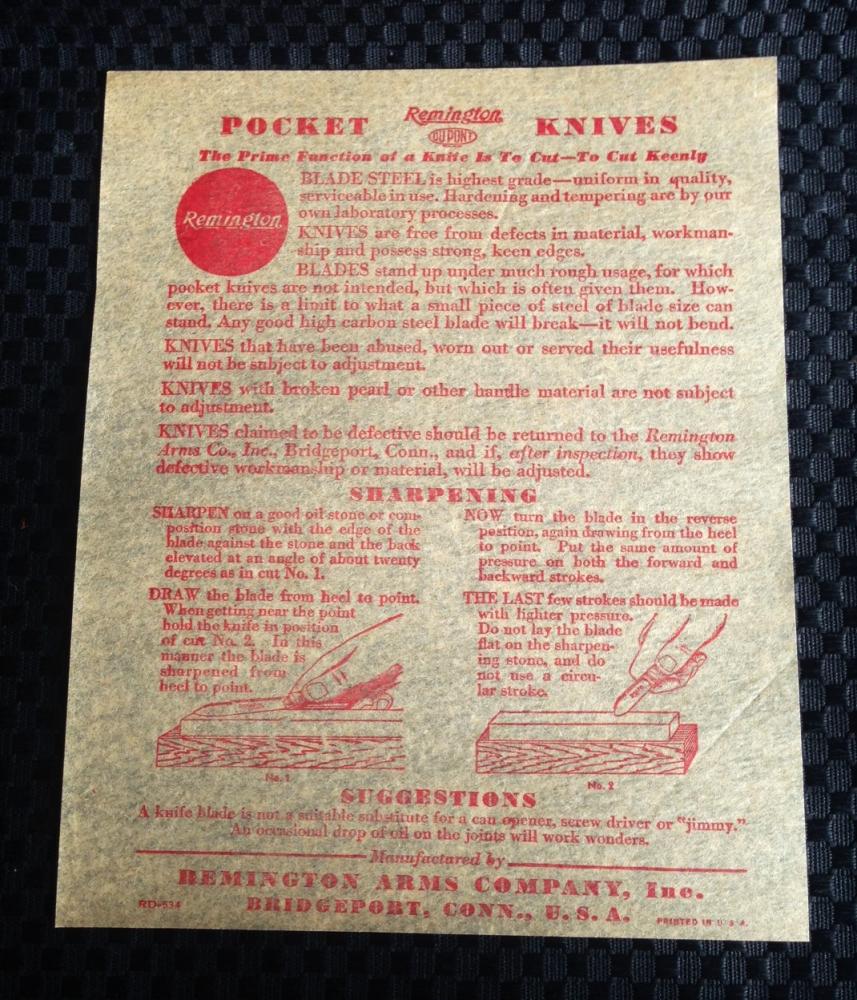 POCKET Remington KNIVES
DU PONT
The Prime Function of a Knife Is To Cut—To Cut Keenly
Remington
BLADE STEEL is highest grade—uniform in quality,
serviceable in use. Hardening and tempering are by our
own laboratory processes.
KNIVES are free from defects in material, workman-
ship and possess strong, keen edges.
BLADES stand up under much rough usage, for which
pocket knives are not intended, but which is often given them. How-
ever, there is a limit to what a small piece of steel of blade size can
stand. Any good high carbon steel blade will break—it will not bend.
KNIVES that have been abused, worn out or served their usefulness
will not be subject to adjustment.
KNIVES with broken pearl or other handle material are not subject
to adjustment.
KNIVES claimed to be defective should be returned to the Remington
Arms Co., Inc., Bridgeport, Conn., and if, after inspection, they show
defective workmanship or material, will be adjusted.
SHARPENING
SHARPEN on a good oil stone or com-
position stone with the edge of the
blade against the stone and the back
elevated at an angle of about twenty
degrees as in cut No. 1.
DRAW the blade from heel to point.
When getting near the point
hold the knife in position
of cut No. 2. In this
manner the blade is
sharpened from
heel to point.
No. 1
NOW turn the blade in the reverse
position, again drawing from the heel
to point. Put the same amount of
pressure on both the forward and
backward strokes.
THE LAST few strokes should be made
with lighter pressure.
Do not lay the blade
flat on the sharpen-
ing stone, and do
not use a circu-
lar stroke.
No. 2
SUGGESTIONS
A knife blade is not a suitable substitute for a can opener, screw driver or "jimmy."
An occasional drop of oil on the joints will work wonders.
Manufactured by
REMINGTON ARMS COMPANY, Inc.
BRIDGEPORT, CONN., U. S. A.
RD-534
PRINTED IN U. S. A.